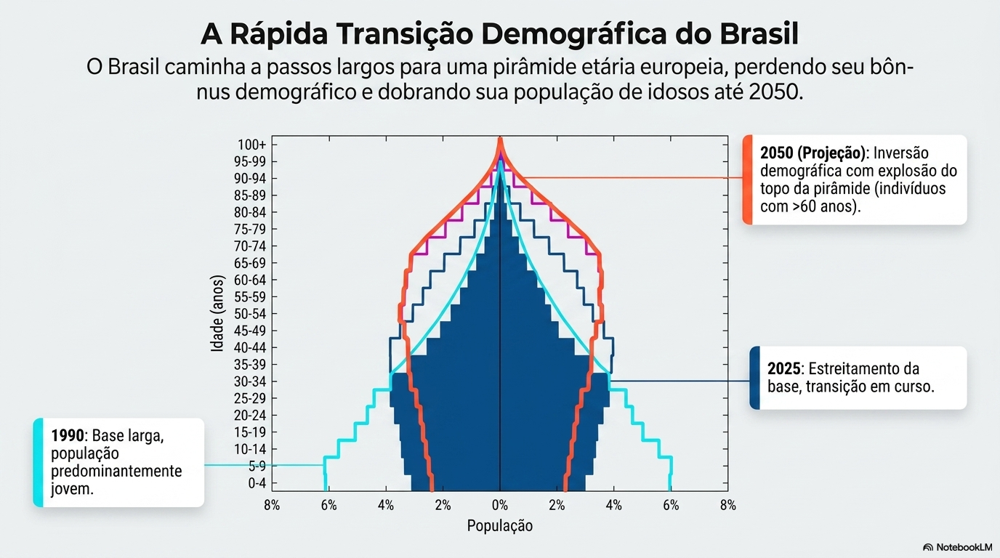 A Rápida Transição Demográfica do Brasil
O Brasil caminha a passos largos para uma pirâmide etária europeia, perdendo seu bôn-
nus demográfico e dobrando sua população de idosos até 2050.
100+
95-99
90-94
85-89
80-84
75-79
70-74
65-69
60-64
55-59
50-54
45-49
40-44
35-39
30-34
25-29
20-24
15-19
10-14
5-9
0-4
Idade (anos)
8% 6% 4% 2% 0% 2% 4% 6% 8%
População
2050 (Projeção): Inversão
demográfica com explosão do
topo da pirâmide (indivíduos
com >60 anos).
2025: Estreitamento da
base, transição em curso.
1990: Base larga,
população
predominantemente
jovem.
NotebookLM